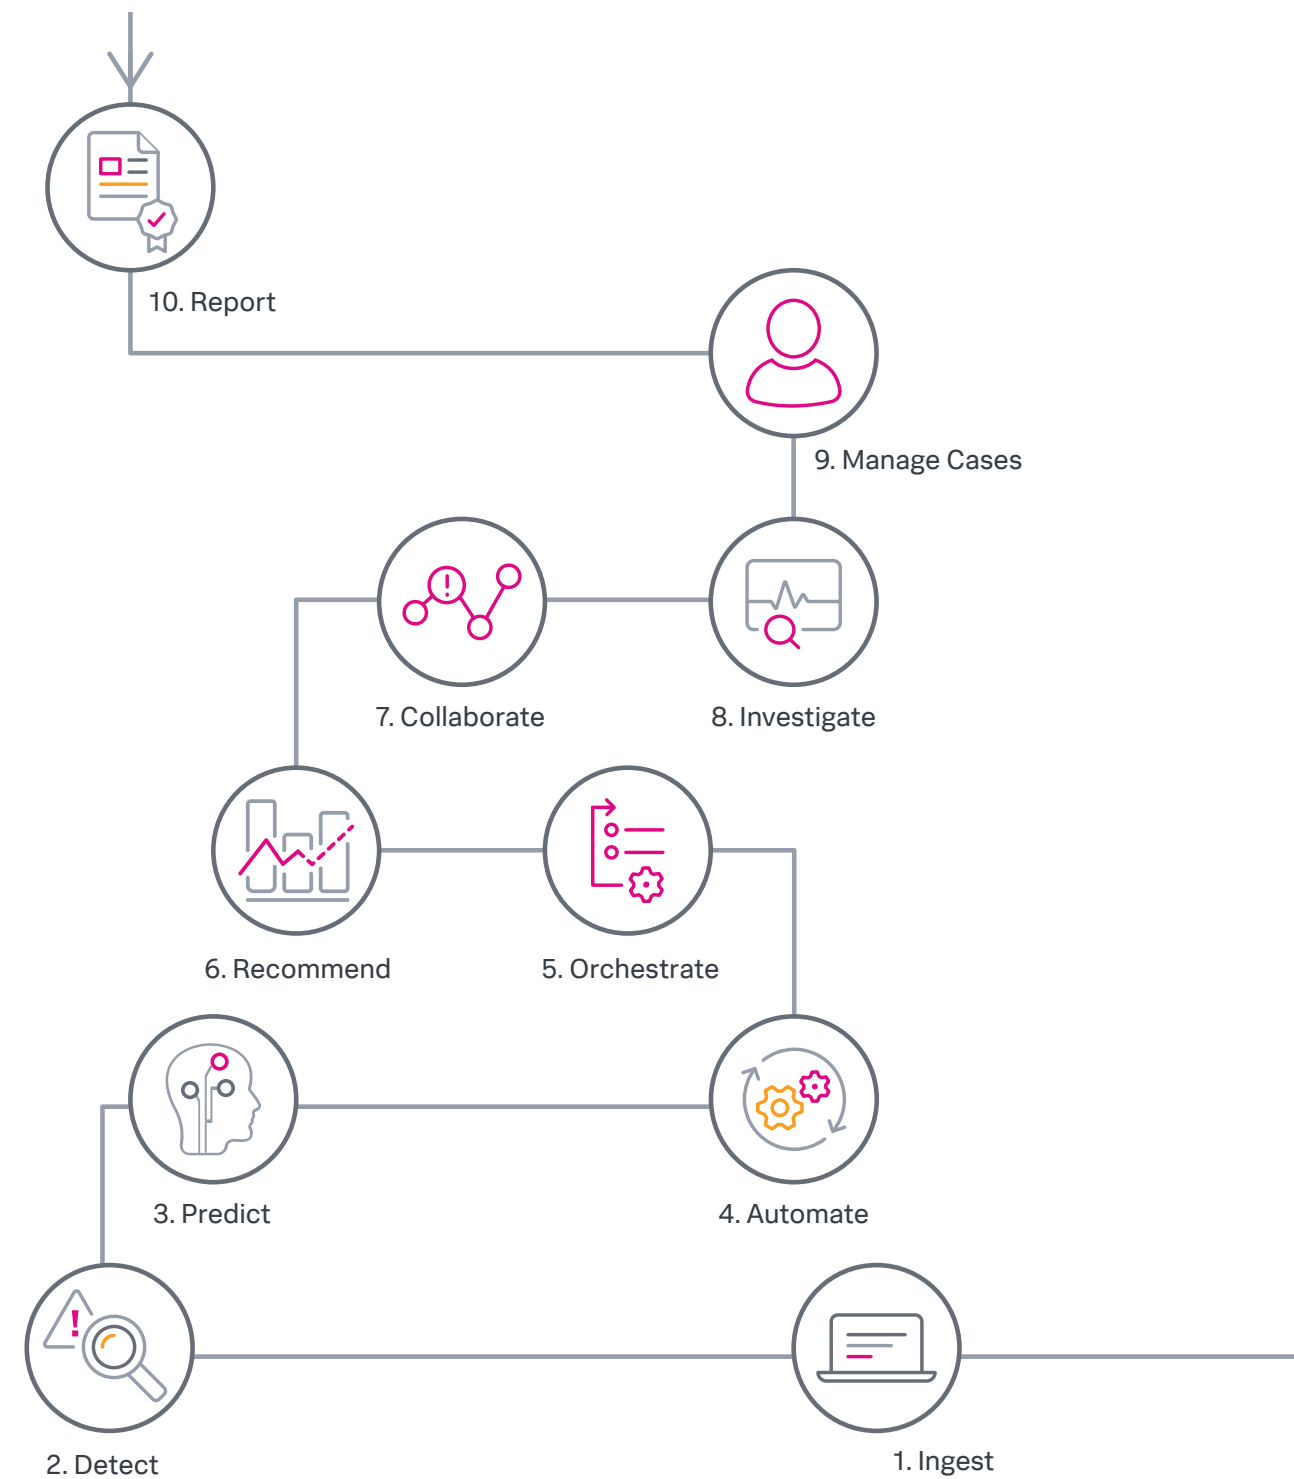 10. Report
9. Manage Cases
7. Collaborate
8. Investigate
6. Recommend
5. Orchestrate
3. Predict
4. Automate
2. Detect
1. Ingest